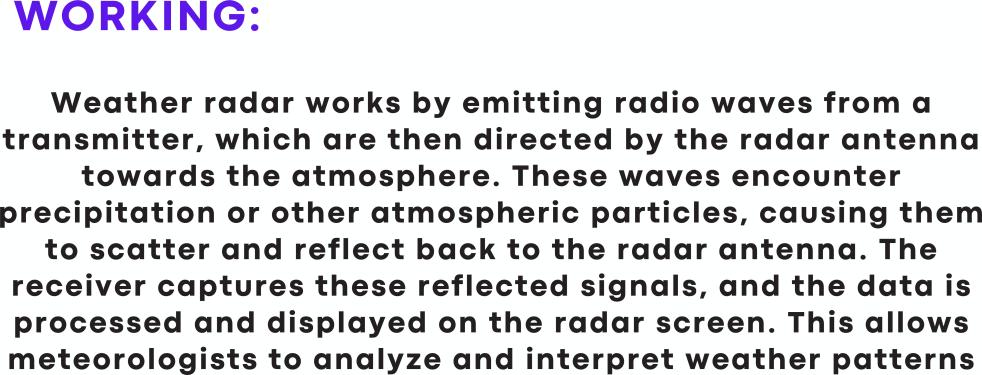 WORKING:
Weather radar works by emitting radio waves from a
transmitter, which are then directed by the radar antenna
towards the atmosphere. These waves encounter
precipitation or other atmospheric particles, causing them
to scatter and reflect back to the radar antenna. The
receiver captures these reflected signals, and the data is
processed and displayed on the radar screen. This allows
meteorologists to analyze and interpret weather patterns